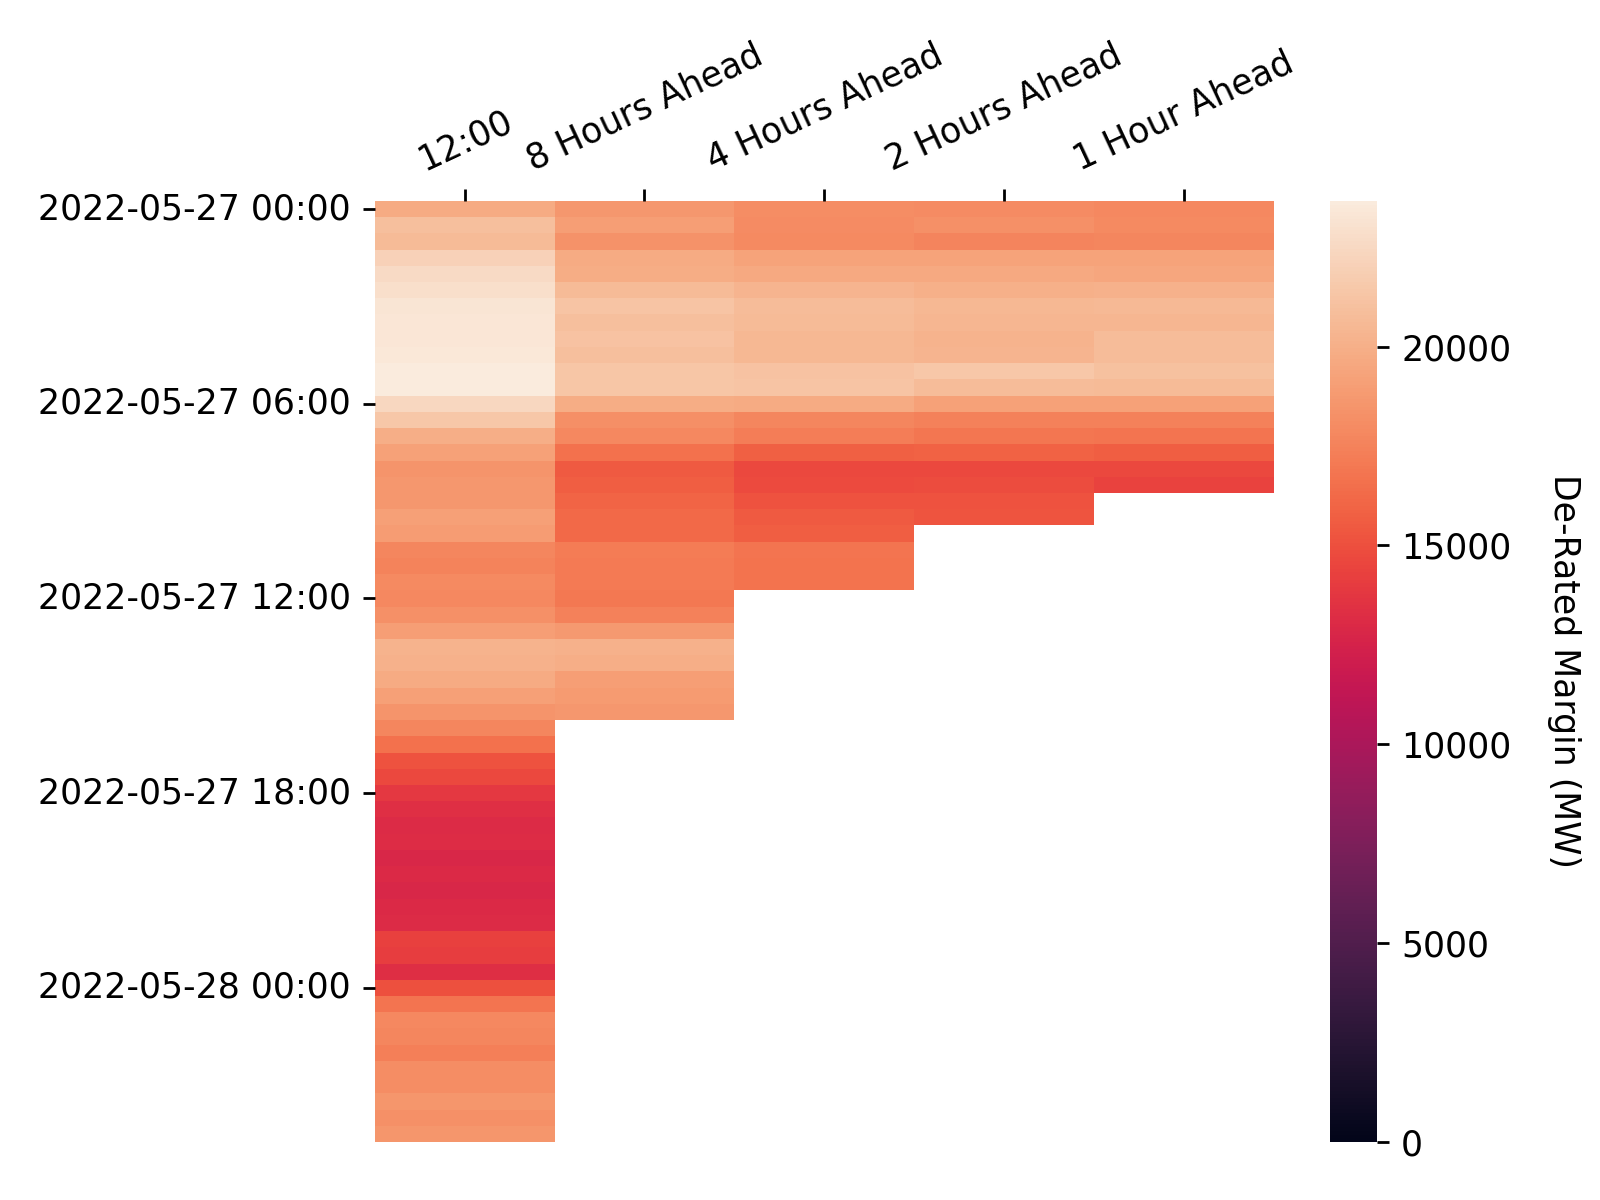 12:00
8 Hours Ahead
4 Hours Ahead
2 Hours Ahead
1 Hour Ahead
2022-05-27 00:00
2022-05-27 06:00
2022-05-27 12:00
2022-05-27 18:00
2022-05-28 00:00
20000
15000
10000
5000
0
De-Rated Margin (MW)